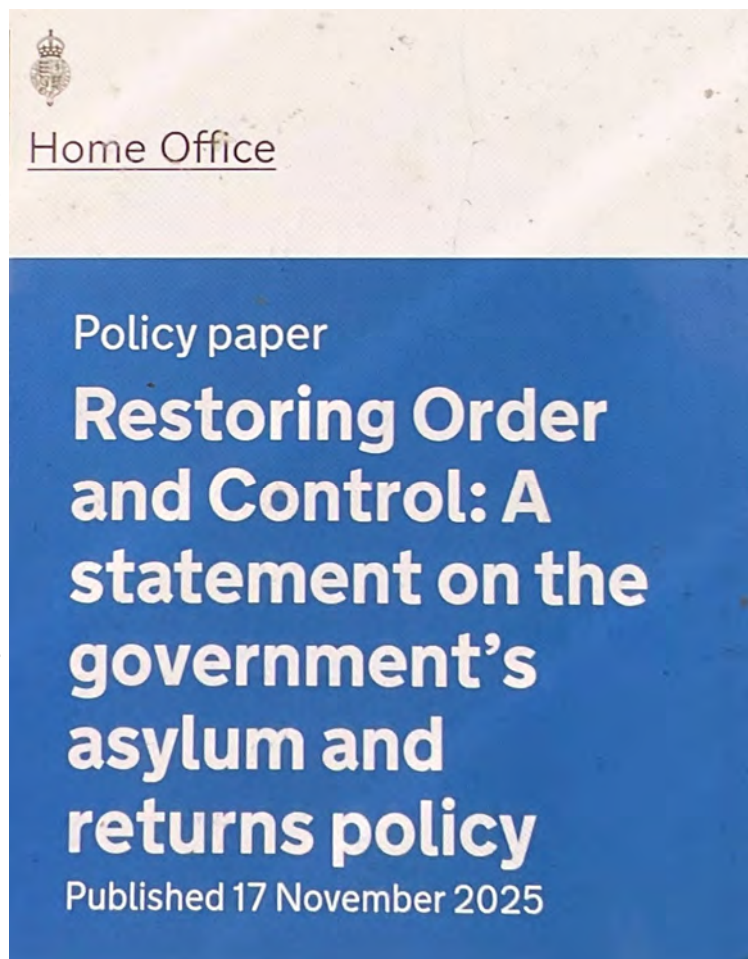 Home Office
Policy paper
Restoring Order
and Control: A
statement on the
government’s
asylum and
returns policy
Published 17 November 2025